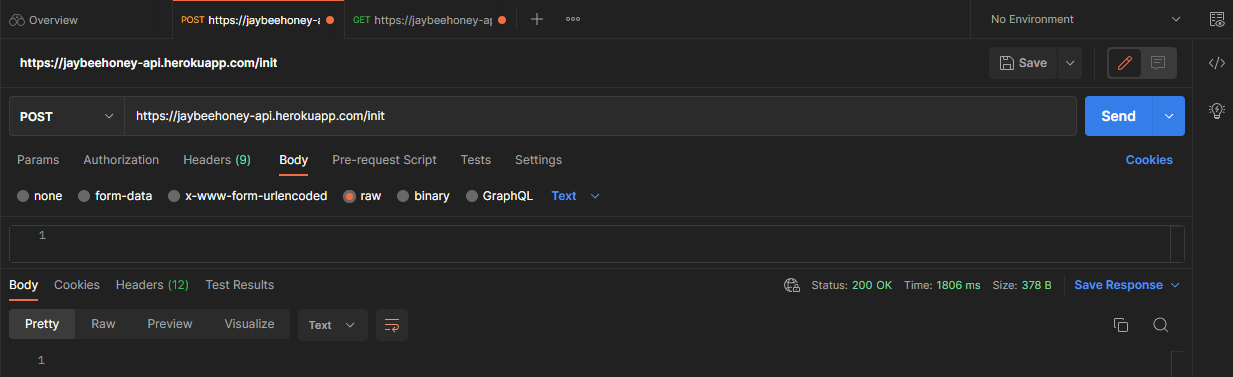 Overview
POST https://jaybeehoney-a
GET https://jaybeehoney-ap
No Environment
https://jaybeehoney-api.herokuapp.com/init
Save
POST
https://jaybeehoney-api.herokuapp.com/init
Send
Params Authorization Headers (9) Body Pre-request Script Tests Settings Cookies
none form-data x-www-form-urlencoded raw binary GraphQL Text
1
Body Cookies Headers (12) Test Results Status: 200 OK Time: 1806 ms Size: 378 B Save Response
Pretty Raw Preview Visualize Text
1